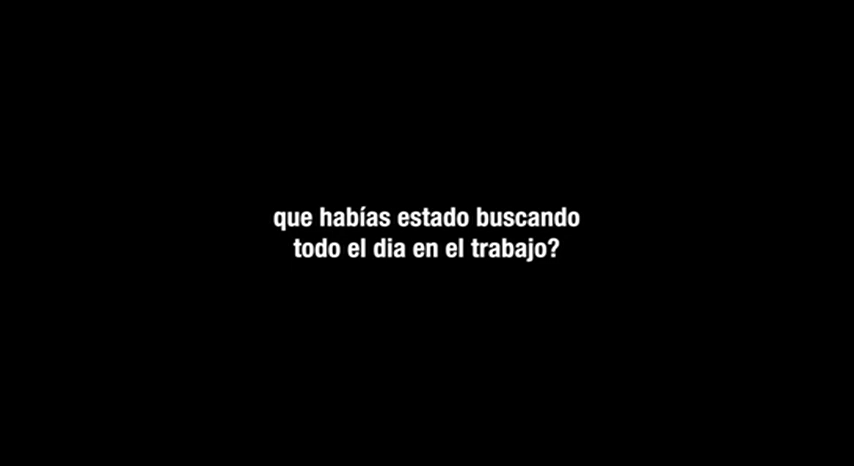 que habías estado buscando
todo el dia en el trabajo?